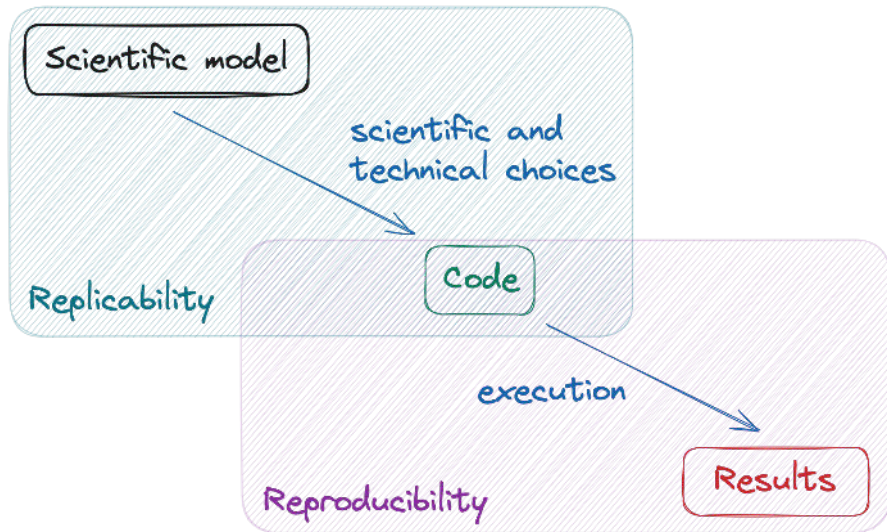 Scientific model
scientific and
technical choices
Code
Replicability
execution
Results
Reproducibility